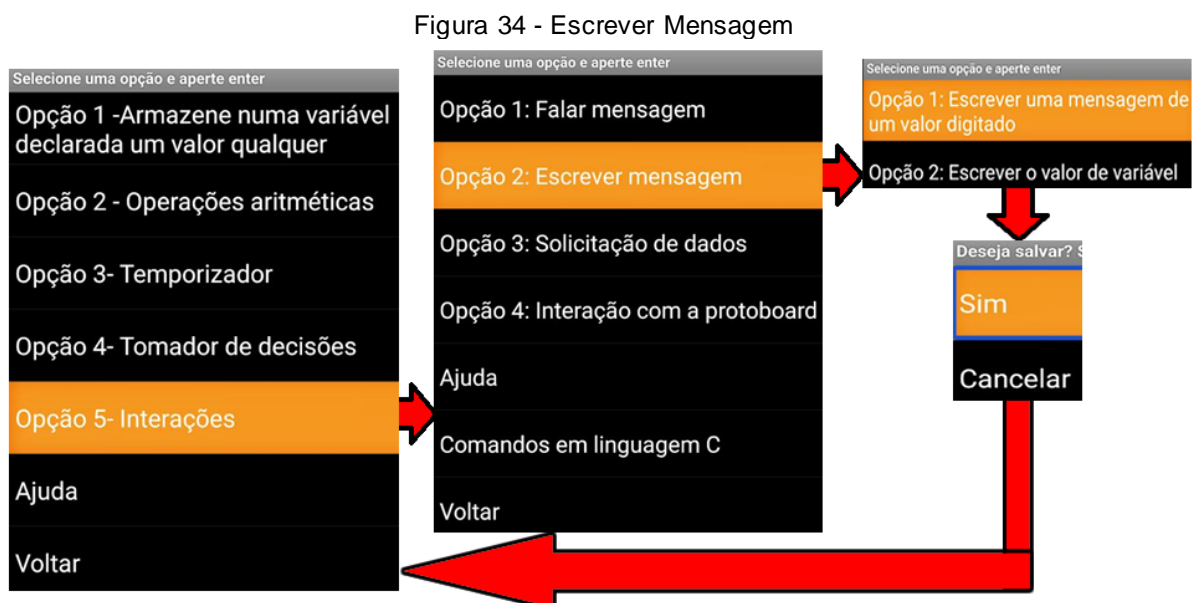 Figura 34 - Escrever Mensagem
Selecione uma opção e aperte enter
Opção 1 -Armazene numa variável
declarada um valor qualquer
Opção 2 - Operações aritméticas
Opção 3- Temporizador
Opção 4- Tomador de decisões
Opção 5- Interações
Ajuda
Voltar
Selecione uma opção e aperte enter
Opção 1: Falar mensagem
Opção 2: Escrever mensagem
Opção 3: Solicitação de dados
Opção 4: Interação com a protoboard
Ajuda
Comandos em linguagem C
Voltar
Selecione uma opção e aperte enter
Opção 1: Escrever uma mensagem de
um valor digitado
Opção 2: Escrever o valor de variável
Deseja salvar? S
Sim
Cancelar